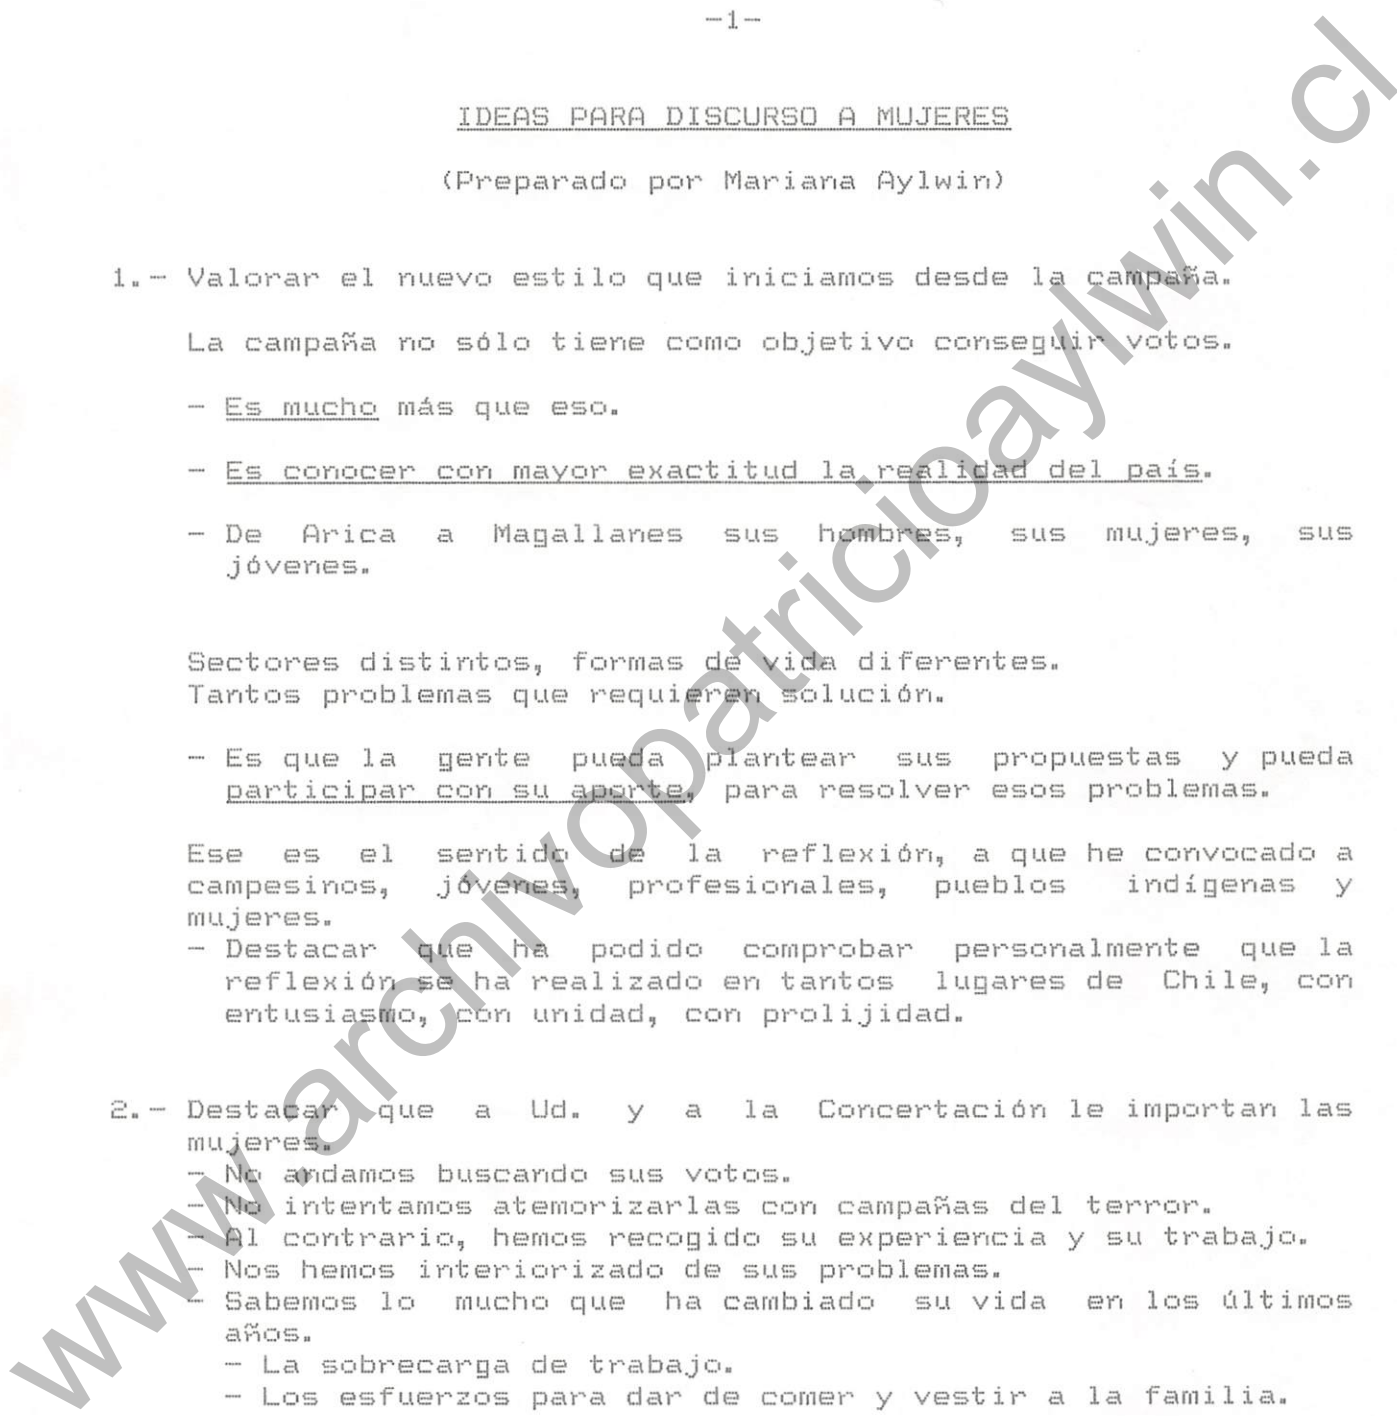 -1-
IDEAS PARA DISCURSO A MUJERES
(Preparado por Mariana Aylwin)
1.- Valorar el nuevo estilo que iniciamos desde la campaña.
La campaña no sólo tiene como objetivo conseguir votos.
- Es mucho más que eso.
- Es conocer con mayor exactitud la realidad del país.
- De Arica a Magallanes sus hombres, sus mujeres, sus
jóvenes.
Sectores distintos, formas de vida diferentes.
Tantos problemas que requieren solución.
- Es que la gente pueda plantear sus propuestas y pueda
participar con su aporte, para resolver esos problemas.
Ese es el sentido de la reflexión, a que he convocado a
campesinos, jóvenes, profesionales, pueblos indígenas y
mujeres.
- Destacar que ha podido comprobar personalmente que la
reflexión se ha realizado en tantos lugares de Chile, con
entusiasmo, con unidad, con prolijidad.
2.- Destacar que a Ud. y a la Concertación le importan las
mujeres.
- No andamos buscando sus votos.
- No intentamos atemorizarlas con campañas del terror.
- Al contrario, hemos recogido su experiencia y su trabajo.
- Nos hemos interiorizado de sus problemas.
- Sabemos lo mucho que ha cambiado su vida en los últimos
años.
- La sobrecarga de trabajo.
- Los esfuerzos para dar de comer y vestir a la familia.
www.archivopatricioaylwin.cl